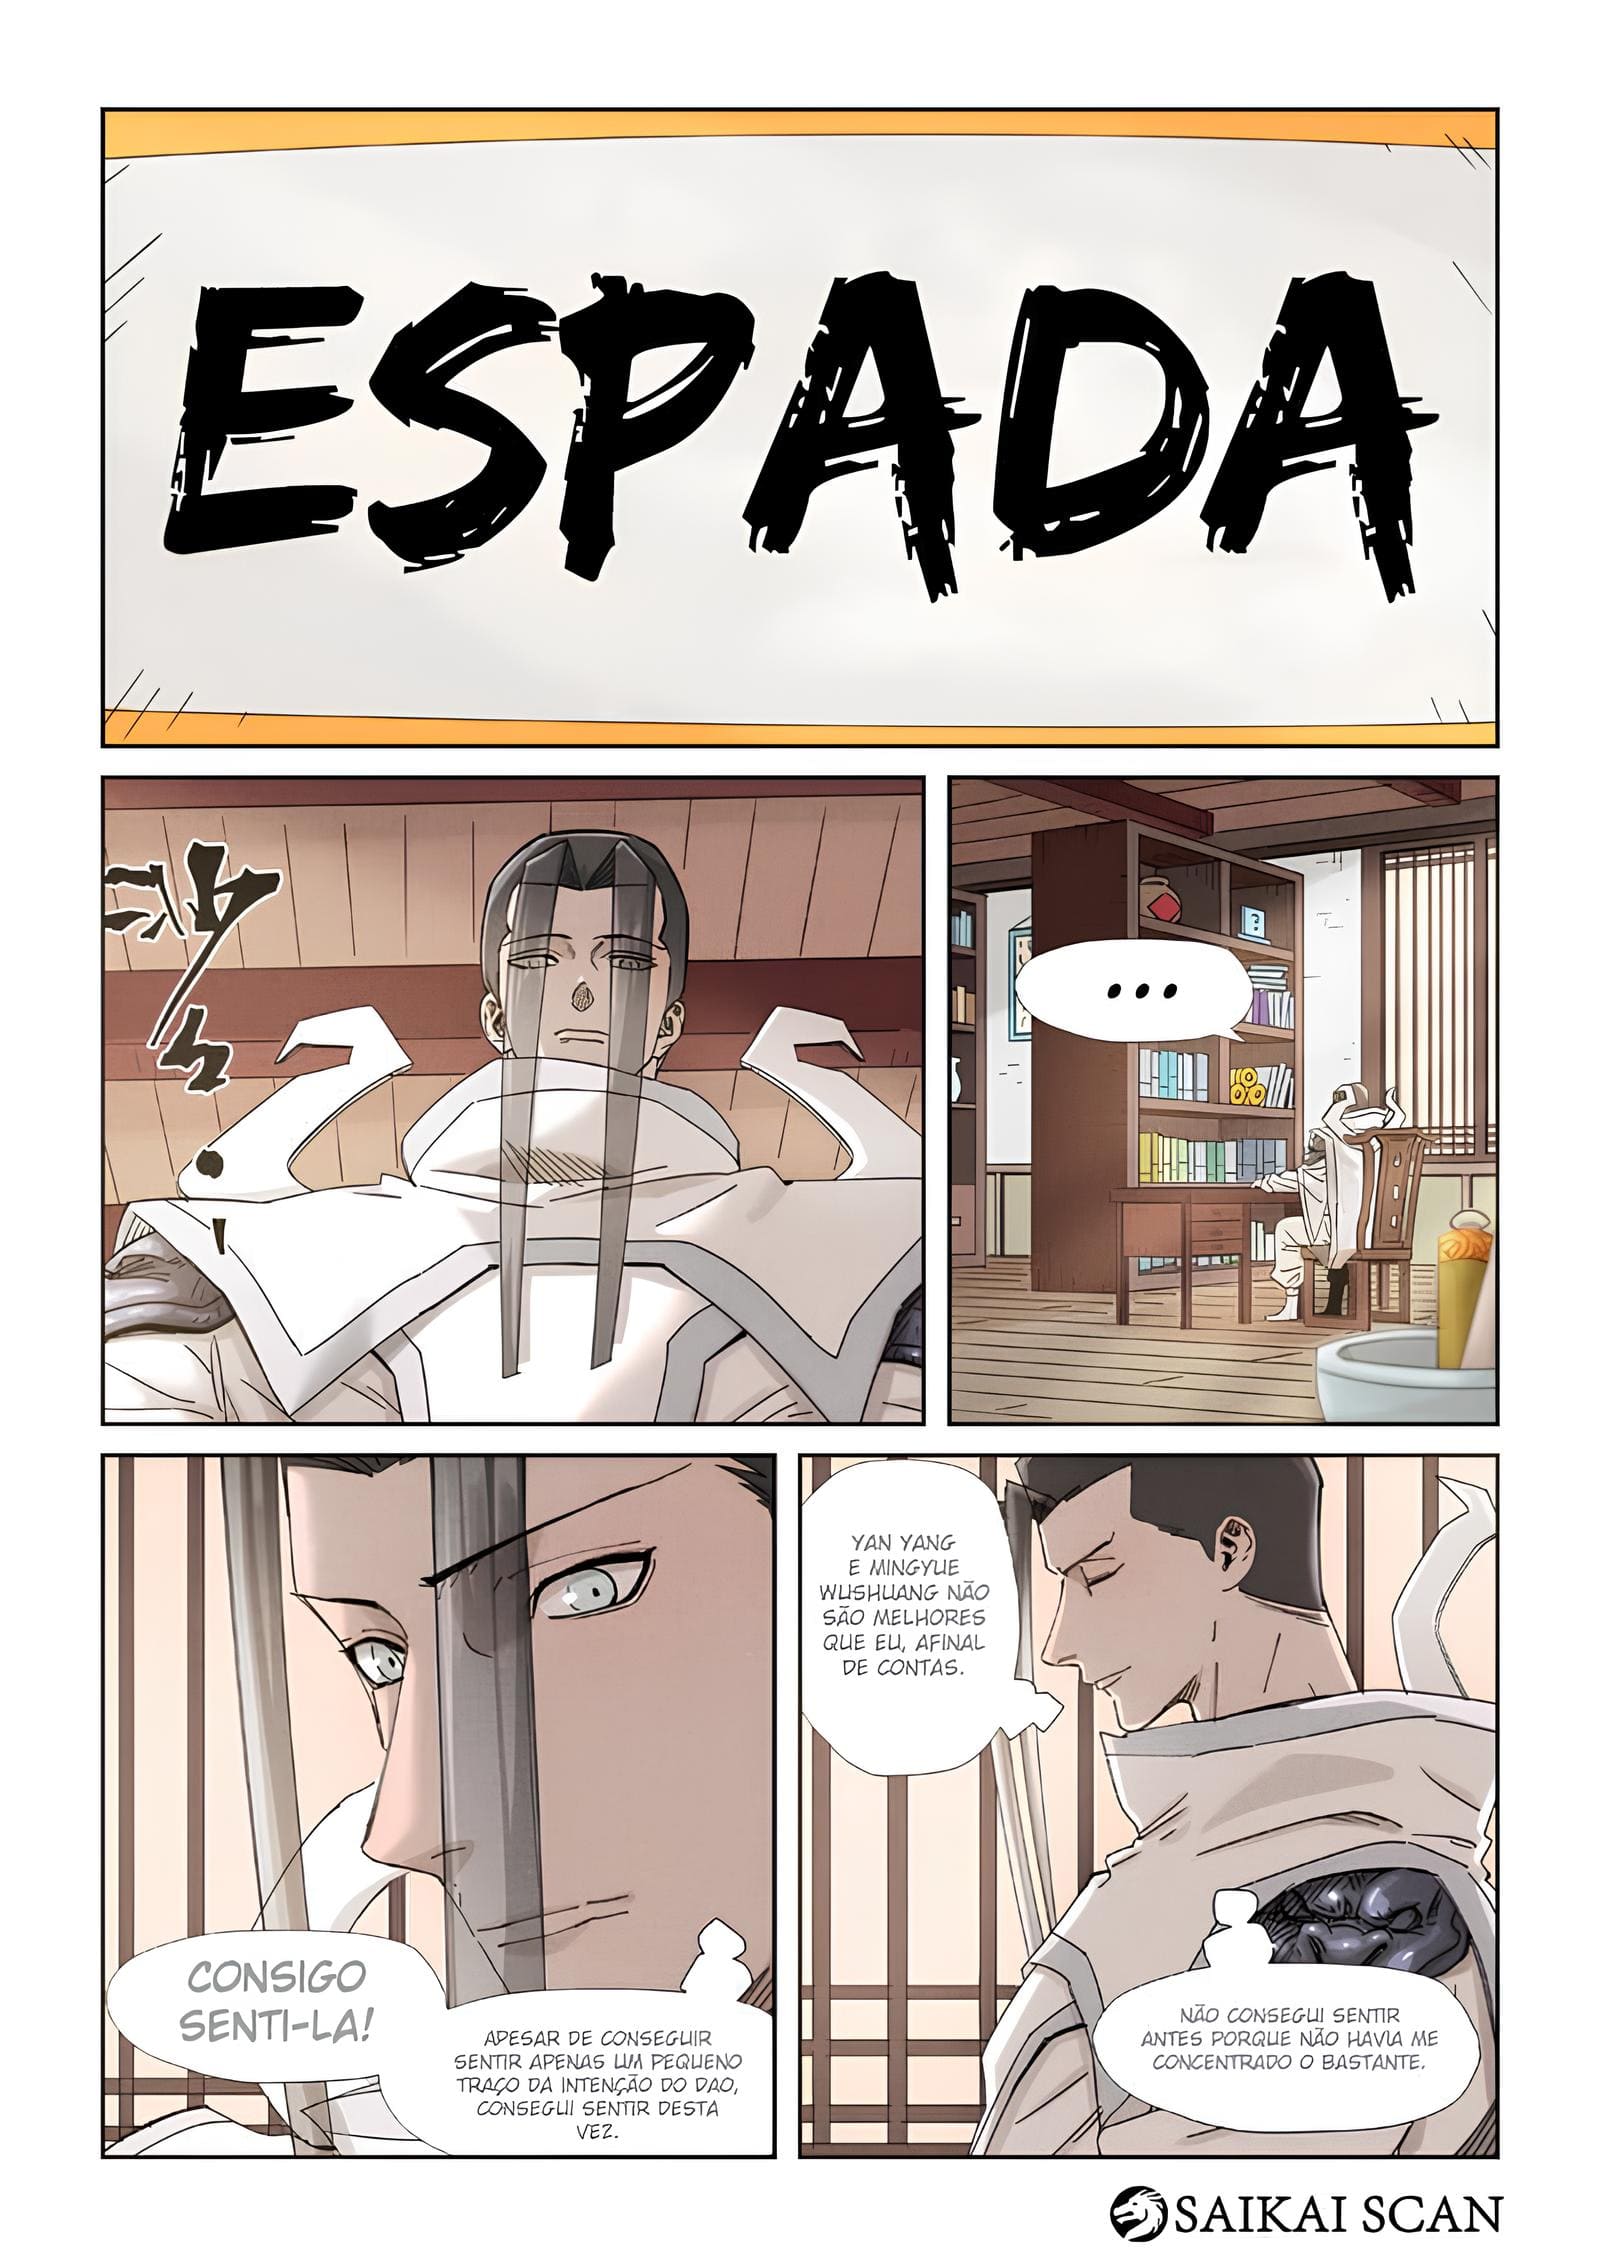 ESPADA
...
CONSIGO
SENTI-LA!
APESAR DE CONSEGUIR
SENTIR APENAS UM PEQUENO
TRAÇO DA INTENÇÃO DO DAO,
CONSEGUI SENTIR DESTA
VEZ.
YAN YANG
E MINGYUE
WUSHUANG NÃO
SÃO MELHORES
QUE EU, AFINAL
DE CONTAS.
NÃO CONSEGUI SENTIR
ANTES PORQUE NÃO HAVIA ME
CONCENTRADO O BASTANTE.
SAIKAI SCAN